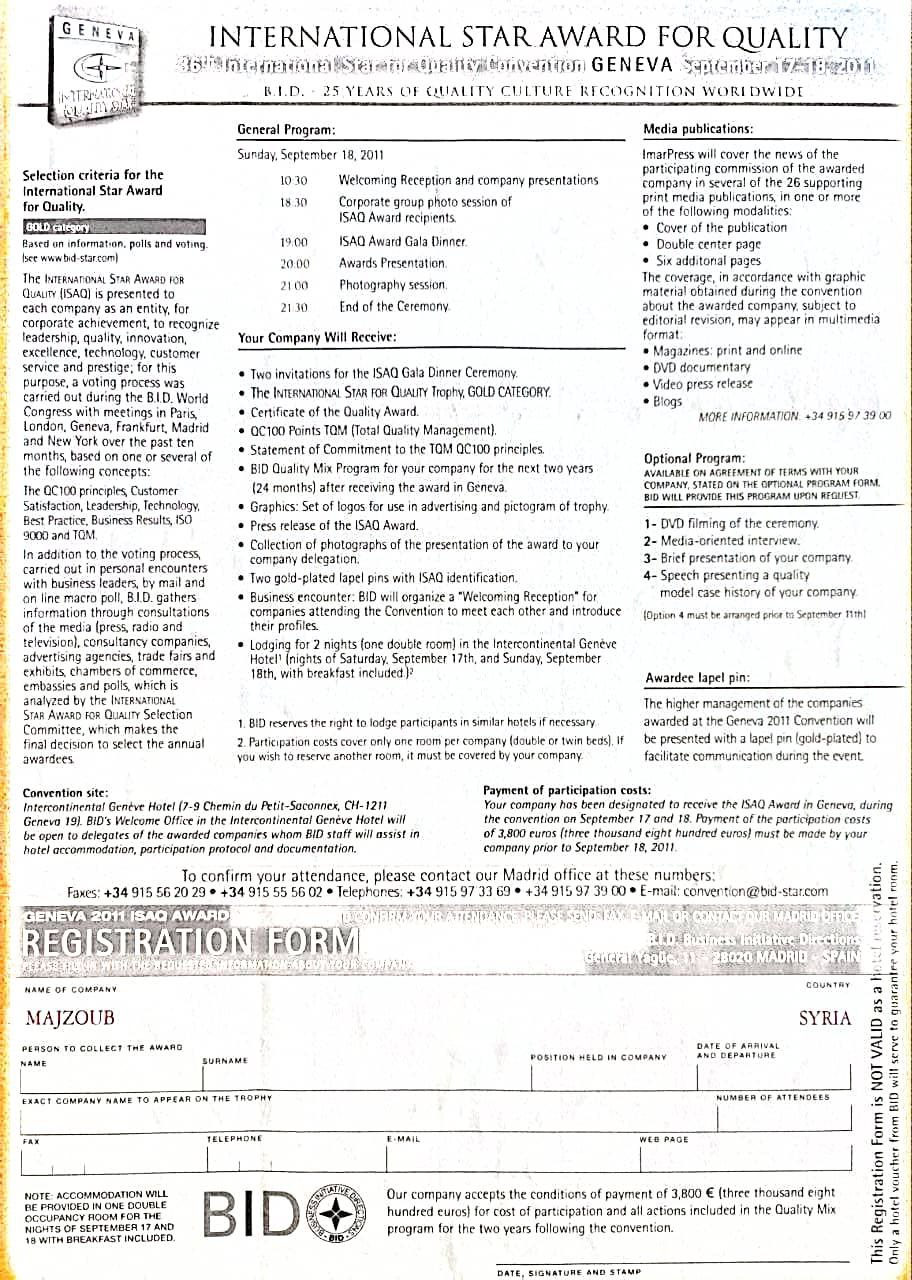 GENEVA
INTERNATIONAL
QUALITY STAR
INTERNATIONAL STAR AWARD FOR QUALITY
36th International Star for Quality Convention GENEVA September 17-18, 2011
B.I.D. - 25 YEARS OF QUALITY CULTURE RECOGNITION WORLDWIDE
Selection criteria for the
International Star Award
for Quality.
GOLD category
Based on information, polls and voting.
(see www.bid-star.com)
The INTERNATIONAL STAR AWARD FOR
QUALITY (ISAQ) is presented to
each company as an entity, for
corporate achievement, to recognize
leadership, quality, innovation,
excellence, technology, customer
service and prestige; for this
purpose, a voting process was
carried out during the B.I.D. World
Congress with meetings in Paris,
London, Geneva, Frankfurt, Madrid
and New York over the past ten
months, based on one or several of
the following concepts:
The QC100 principles, Customer
Satisfaction, Leadership, Technology,
Best Practice, Business Results, ISO
9000 and TQM.
In addition to the voting process,
carried out in personal encounters
with business leaders, by mail and
on line macro poll, B.I.D. gathers
information through consultations
of the media (press, radio and
television), consultancy companies,
advertising agencies, trade fairs and
exhibits, chambers of commerce,
embassies and polls, which is
analyzed by the INTERNATIONAL
STAR AWARD FOR QUALITY Selection
Committee, which makes the
final decision to select the annual
awardees.
General Program:
Sunday, September 18, 2011
10.30 Welcoming Reception and company presentations
18.30 Corporate group photo session of
ISAQ Award recipients.
19.00 ISAQ Award Gala Dinner.
20.00 Awards Presentation.
21.00 Photography session.
21.30 End of the Ceremony.
Your Company Will Receive:
• Two invitations for the ISAQ Gala Dinner Ceremony.
• The INTERNATIONAL STAR FOR QUALITY Trophy, GOLD CATEGORY.
• Certificate of the Quality Award.
• QC100 Points TQM (Total Quality Management).
• Statement of Commitment to the TQM QC100 principles.
• BID Quality Mix Program for your company for the next two years
(24 months) after receiving the award in Geneva.
• Graphics: Set of logos for use in advertising and pictogram of trophy.
• Press release of the ISAQ Award.
• Collection of photographs of the presentation of the award to your
company delegation.
• Two gold-plated lapel pins with ISAQ identification.
• Business encounter: BID will organize a "Welcoming Reception" for
companies attending the Convention to meet each other and introduce
their profiles.
• Lodging for 2 nights (one double room) in the Intercontinental Genève
Hotel¹ (nights of Saturday, September 17th, and Sunday, September
18th, with breakfast included.)²
1. BID reserves the right to lodge participants in similar hotels if necessary.
2. Participation costs cover only one room per company (double or twin beds). If
you wish to reserve another room, it must be covered by your company.
Media publications:
ImarPress will cover the news of the
participating commission of the awarded
company in several of the 26 supporting
print media publications, in one or more
of the following modalities:
• Cover of the publication
• Double center page
• Six additonal pages
The coverage, in accordance with graphic
material obtained during the convention
about the awarded company, subject to
editorial revision, may appear in multimedia
format:
• Magazines: print and online
• DVD documentary
• Video press release
• Blogs
MORE INFORMATION: +34 915 97 39 00
Optional Program:
AVAILABLE ON AGREEMENT OF TERMS WITH YOUR
COMPANY, STATED ON THE OPTIONAL PROGRAM FORM.
BID WILL PROVIDE THIS PROGRAM UPON REQUEST.
1- DVD filming of the ceremony.
2- Media-oriented interview.
3- Brief presentation of your company.
4- Speech presenting a quality
model case history of your company.
(Option 4 must be arranged prior to September 11th)
Awardee lapel pin:
The higher management of the companies
awarded at the Geneva 2011 Convention will
be presented with a lapel pin (gold-plated) to
facilitate communication during the event.
Convention site:
Intercontinental Genève Hotel (7-9 Chemin du Petit-Saconnex, CH-1211
Geneva 19). BID's Welcome Office in the Intercontinental Genève Hotel will
be open to delegates of the awarded companies whom BID staff will assist in
hotel accommodation, participation protocol and documentation.
Payment of participation costs:
Your company has been designated to receive the ISAQ Award in Geneva, during
the convention on September 17 and 18. Payment of the participation costs
of 3,800 euros (three thousand eight hundred euros) must be made by your
company prior to September 18, 2011.
To confirm your attendance, please contact our Madrid office at these numbers:
Faxes: +34 915 56 20 29 • +34 915 55 56 02 • Telephones: +34 915 97 33 69 • +34 915 97 39 00 • E-mail: convention@bid-star.com
GENEVA 2011 ISAQ AWARD
TO CONFIRM YOUR ATTENDANCE, PLEASE SEND FAX, E-MAIL OR CONTACT OUR MADRID OFFICE
REGISTRATION FORM
B.I.D. Business Initiative Directions
General Yagüe, 11 - 28020 MADRID - SPAIN
PLEASE FILL IN WITH THE REQUESTED INFORMATION ABOUT YOUR COMPANY
NAME OF COMPANY
COUNTRY
MAJZOUB
SYRIA
PERSON TO COLLECT THE AWARD
NAME
SURNAME
POSITION HELD IN COMPANY
DATE OF ARRIVAL
AND DEPARTURE
EXACT COMPANY NAME TO APPEAR ON THE TROPHY
NUMBER OF ATTENDEES
FAX
TELEPHONE
E-MAIL
WEB PAGE
NOTE: ACCOMMODATION WILL
BE PROVIDED IN ONE DOUBLE
OCCUPANCY ROOM FOR THE
NIGHTS OF SEPTEMBER 17 AND
18 WITH BREAKFAST INCLUDED.
BID
BUSINESS INITIATIVE DIRECTIONS
- BID -
Our company accepts the conditions of payment of 3,800 € (three thousand eight
hundred euros) for cost of participation and all actions included in the Quality Mix
program for the two years following the convention.
DATE, SIGNATURE AND STAMP
This Registration Form is NOT VALID as a hotel reservation.
Only a hotel voucher from BID will serve to guarantee your hotel room.